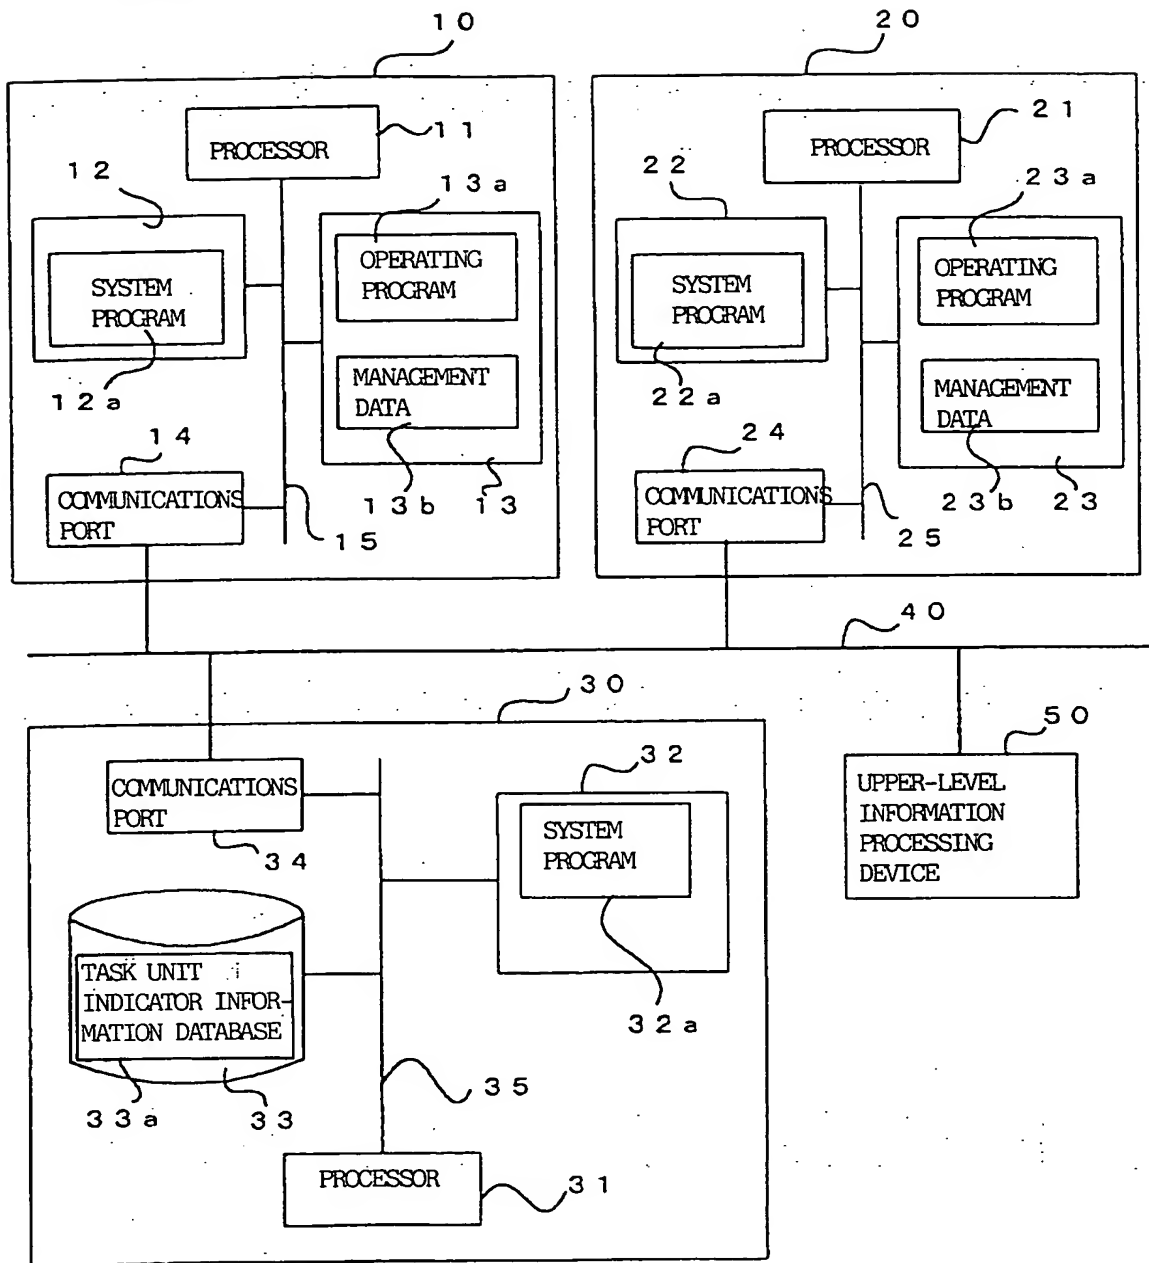 10
20
PROCESSOR
11
PROCESSOR
21
12
13a
22
23a
SYSTEM
PROGRAM
OPERATING
PROGRAM
SYSTEM
PROGRAM
OPERATING
PROGRAM
12a
MANAGEMENT
DATA
22a
MANAGEMENT
DATA
14
24
COMMUNICATIONS
PORT
13b
13
COMMUNICATIONS
PORT
23b
23
15
25
40
30
50
COMMUNICATIONS
PORT
34
32
SYSTEM
PROGRAM
UPPER-LEVEL
INFORMATION
PROCESSING
DEVICE
TASK UNIT
INDICATOR INFOR-
MATION DATABASE
32a
33a
33
35
PROCESSOR
31